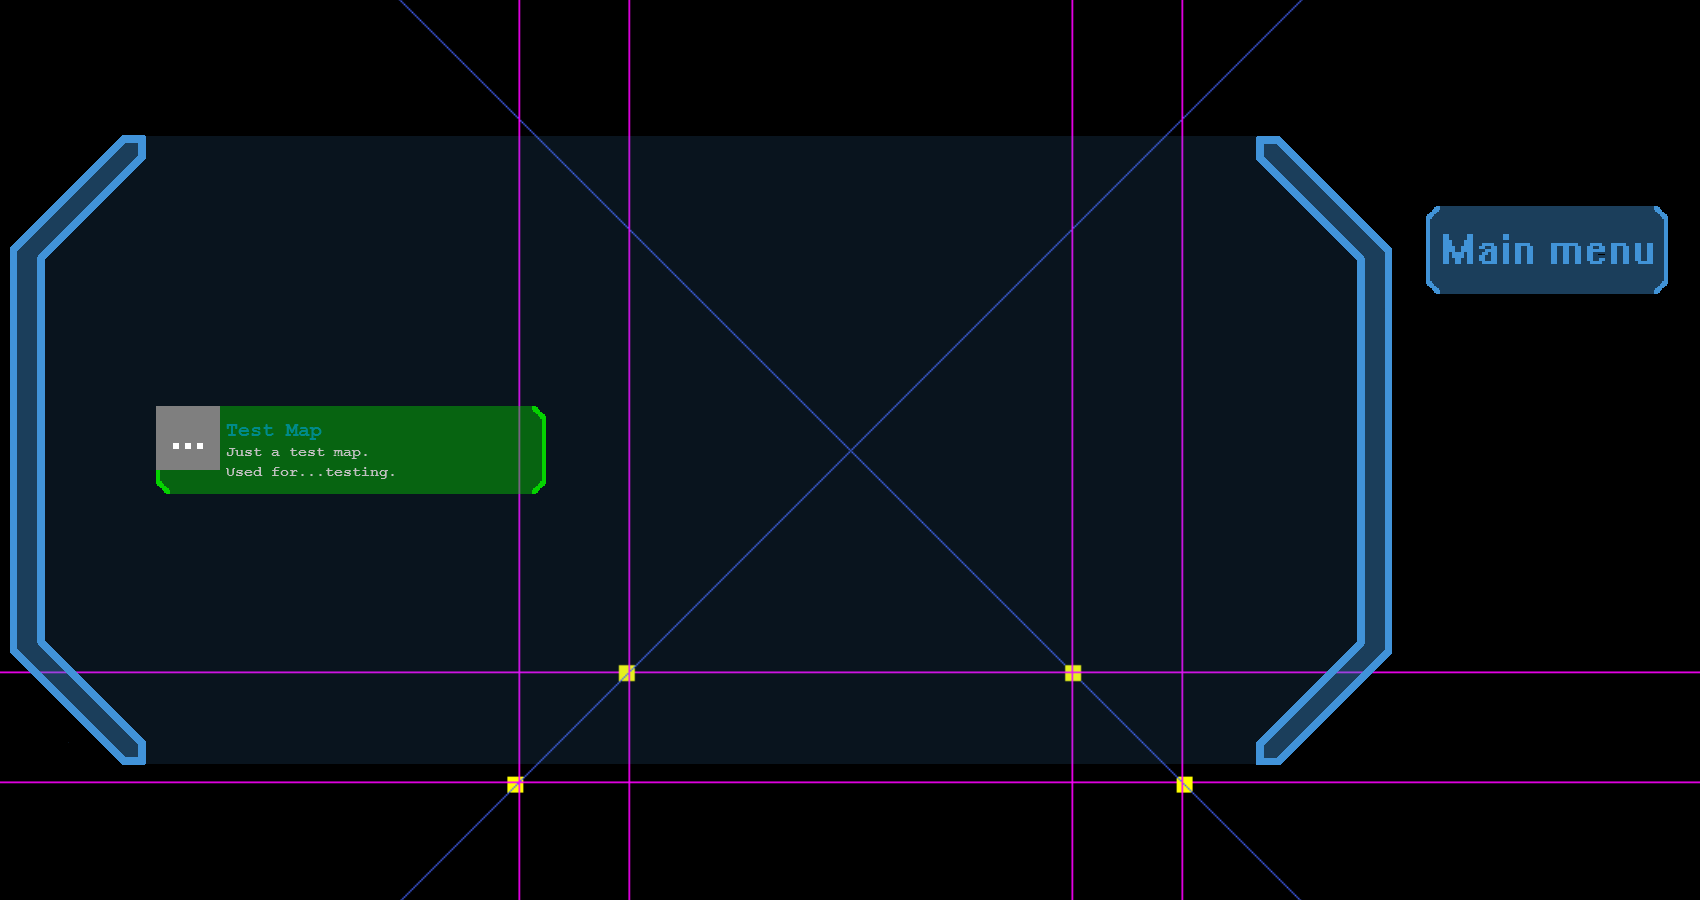 Main menu
...
Test Map
Just a test map.
Used for...testing.